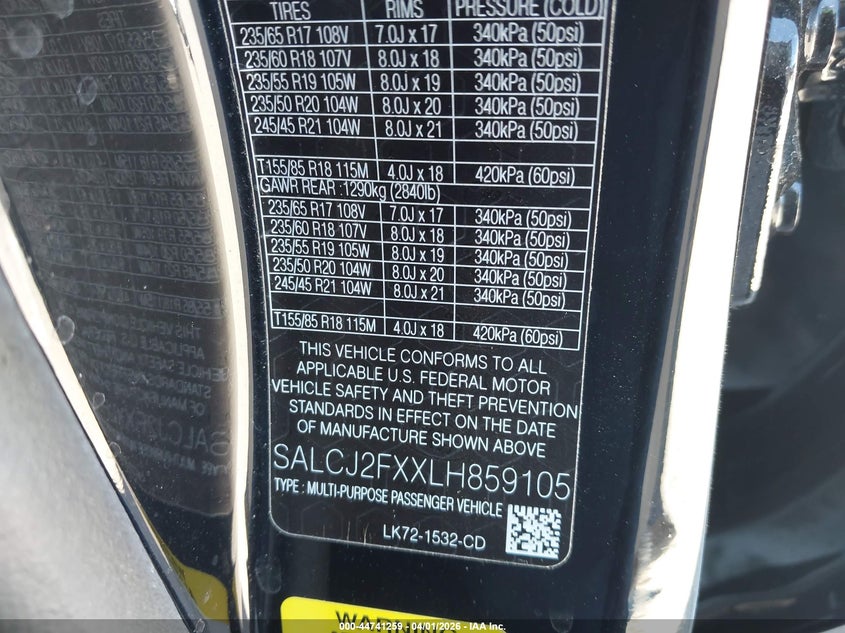 TIRES RIMS PRESSURE (COLD)
235/65 R17 108V 7.0J x 17 340kPa (50psi)
235/60 R18 107V 8.0J x 18 340kPa (50psi)
235/55 R19 105W 8.0J x 19 340kPa (50psi)
235/50 R20 104W 8.0J x 20 340kPa (50psi)
245/45 R21 104W 8.0J x 21 340kPa (50psi)
T155/85 R18 115M 4.0J x 18 420kPa (60psi)
GAWR REAR : 1290kg (2840lb)
235/65 R17 108V 7.0J x 17 340kPa (50psi)
235/60 R18 107V 8.0J x 18 340kPa (50psi)
235/55 R19 105W 8.0J x 19 340kPa (50psi)
235/50 R20 104W 8.0J x 20 340kPa (50psi)
245/45 R21 104W 8.0J x 21 340kPa (50psi)
T155/85 R18 115M 4.0J x 18 420kPa (60psi)
THIS VEHICLE CONFORMS TO ALL
APPLICABLE U.S. FEDERAL MOTOR
VEHICLE SAFETY AND THEFT PREVENTION
STANDARDS IN EFFECT ON THE DATE
OF MANUFACTURE SHOWN ABOVE
SALCJ2FXXLH859105
TYPE : MULTI-PURPOSE PASSENGER VEHICLE
LK72-1532-CD
WARNING
000-44741259 - 04/01/2026 - IAA Inc.